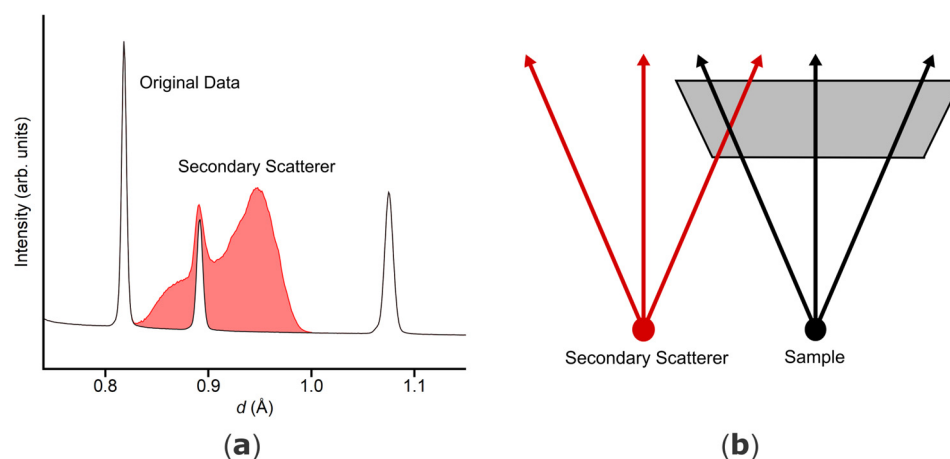 Original Data
Secondary Scatterer
Intensity (arb. units)
0.8 0.9 1.0 1.1
d (Å)
(a)
Secondary Scatterer
Sample
(b)